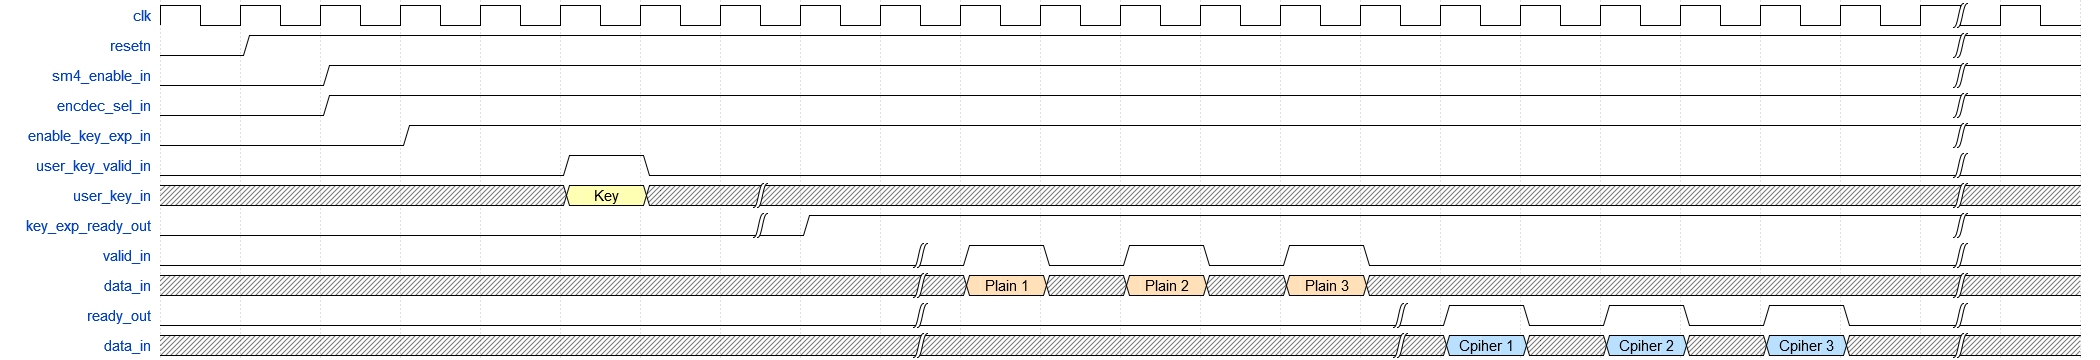 clk
resetn
sm4_enable_in
encdec_sel_in
enable_key_exp_in
user_key_valid_in
user_key_in Key
key_exp_ready_out
valid_in
data_in Plain 1 Plain 2 Plain 3
ready_out
data_in Cpiher 1 Cpiher 2 Cpiher 3